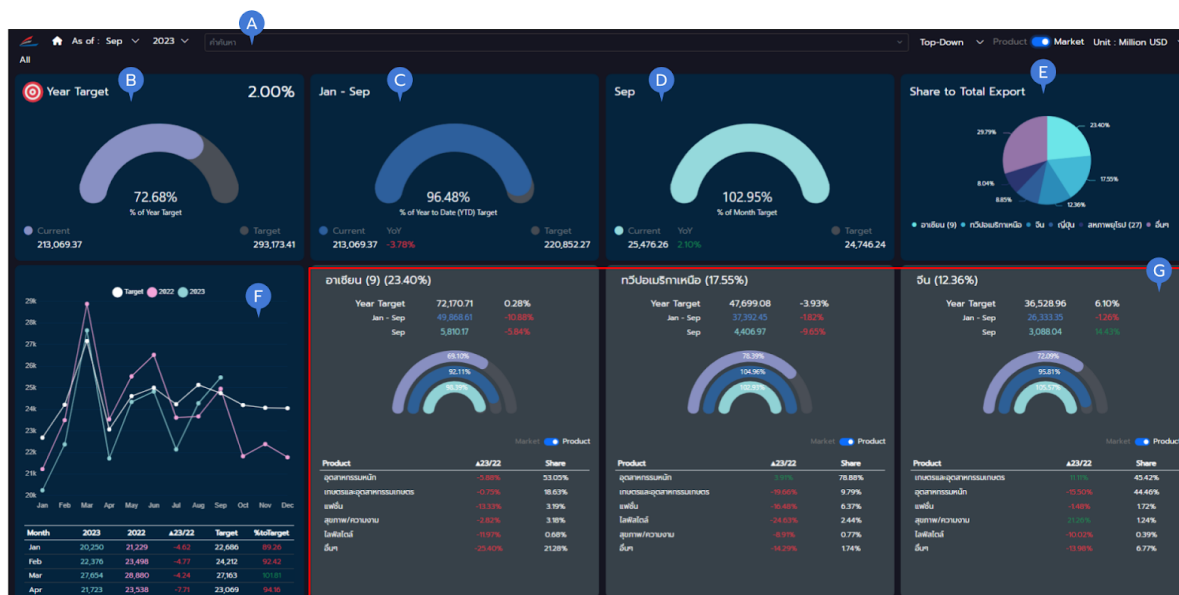 A
As of : Sep 2023 คำค้นหา Top-Down Product Market Unit : Million USD
All
B
Year Target 2.00%
72.68%
% of Year Target
Current Target
213,069.37 293,173.41
C
Jan - Sep
96.48%
% of Year to Date (YTD) Target
Current YoY Target
213,069.37 -3.78% 220,852.27
D
Sep
102.95%
% of Month Target
Current YoY Target
25,476.26 2.10% 24,746.24
E
Share to Total Export
29.79% 23.40%
8.04% 17.55%
8.85% 12.36%
อาเซียน (9) ทวีปอเมริกาเหนือ จีน ญี่ปุ่น สหภาพยุโรป (27) อื่นๆ
F
Target 2022 2023
29k
28k
27k
26k
25k
24k
23k
22k
21k
20k
Jan Feb Mar Apr May Jun Jul Aug Sep Oct Nov Dec
Month 2023 2022 ▲23/22 Target %toTarget
Jan 20,250 21,229 -4.62 22,686 89.26
Feb 22,376 23,498 -4.77 24,212 92.42
Mar 27,654 28,880 -4.24 27,163 101.81
Apr 21,723 23,538 -7.71 23,069 94.16
G
อาเซียน (9) (23.40%)
Year Target 72,170.71 0.28%
Jan - Sep 49,868.61 -10.88%
Sep 5,810.17 -5.84%
69.10%
92.11%
98.39%
Market Product
Product ▲23/22 Share
อุตสาหกรรมหนัก -5.88% 53.05%
เกษตรและอุตสาหกรรมเกษตร -0.75% 18.63%
แฟชั่น -13.33% 3.19%
สุขภาพ/ความงาม -2.82% 3.18%
ไลฟ์สไตล์ -11.97% 0.68%
อื่นๆ -25.40% 21.28%
ทวีปอเมริกาเหนือ (17.55%)
Year Target 47,699.08 -3.93%
Jan - Sep 37,392.45 -1.82%
Sep 4,406.97 -9.65%
78.39%
104.96%
102.93%
Market Product
Product ▲23/22 Share
อุตสาหกรรมหนัก 3.91% 78.88%
เกษตรและอุตสาหกรรมเกษตร -19.66% 9.79%
แฟชั่น -16.48% 6.37%
ไลฟ์สไตล์ -24.63% 2.44%
สุขภาพ/ความงาม -8.91% 0.77%
อื่นๆ -14.29% 1.74%
จีน (12.36%)
Year Target 36,528.96 6.10%
Jan - Sep 26,333.35 -1.26%
Sep 3,088.04 14.43%
72.09%
95.81%
105.57%
Market Product
Product ▲23/22 Share
เกษตรและอุตสาหกรรมเกษตร 11.11% 45.42%
อุตสาหกรรมหนัก -15.50% 44.46%
แฟชั่น -1.48% 1.72%
สุขภาพ/ความงาม 21.26% 1.24%
ไลฟ์สไตล์ -10.02% 0.39%
อื่นๆ -13.98% 6.77%